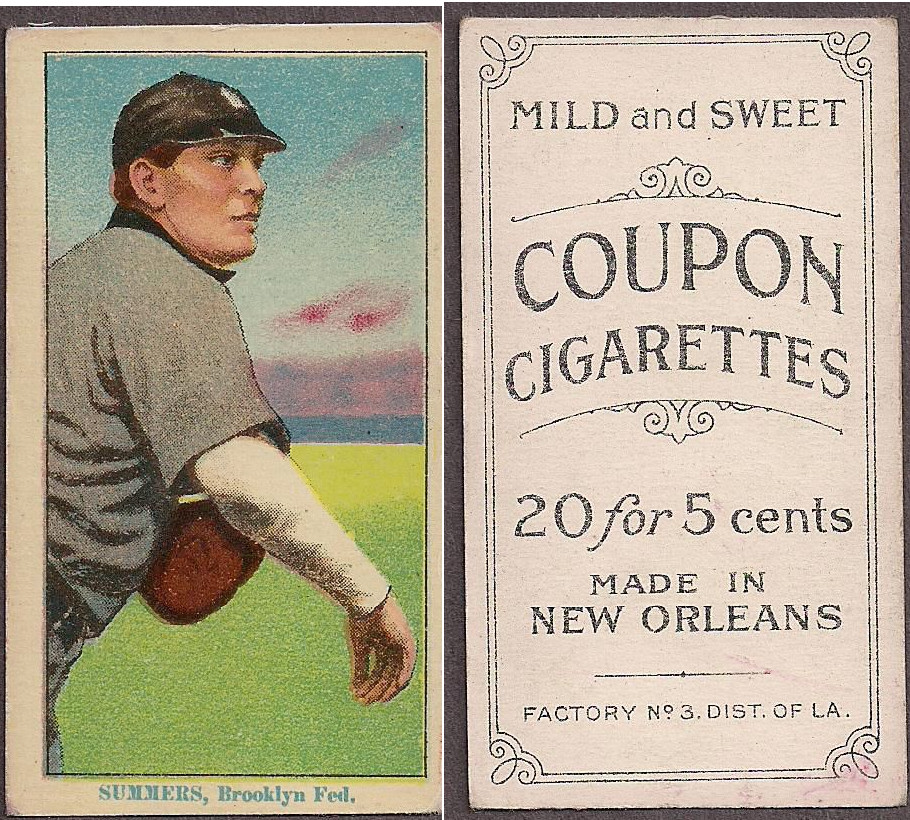 SUMMERS, Brooklyn Fed.
MILD and SWEET
COUPON
CIGARETTES
20 for 5 cents
MADE IN
NEW ORLEANS
FACTORY Nº 3. DIST. OF LA.